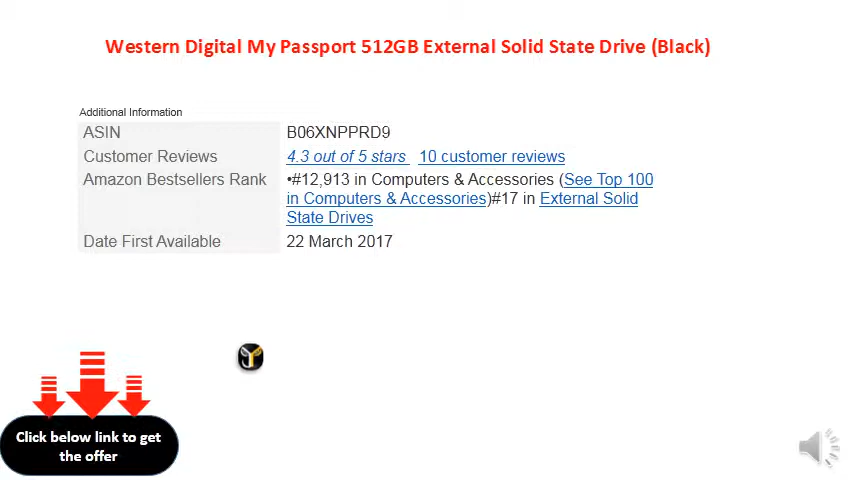 Western Digital My Passport 512GB External Solid State Drive (Black)
Additional Information
ASIN B06XNPPRD9
Customer Reviews 4.3 out of 5 stars 10 customer reviews
Amazon Bestsellers Rank •#12,913 in Computers & Accessories (See Top 100
in Computers & Accessories)#17 in External Solid
State Drives
Date First Available 22 March 2017
Click below link to get
the offer